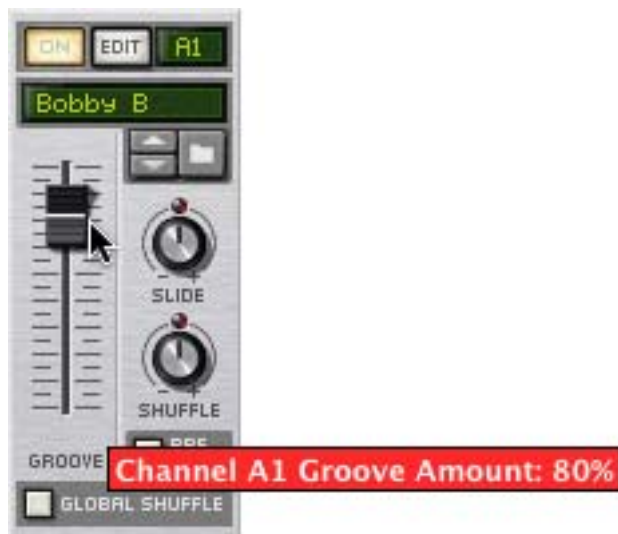 ON EDIT A1
Bobby B
- +
SLIDE
- +
SHUFFLE
GROOVE
Channel A1 Groove Amount: 80%
GLOBAL SHUFFLE